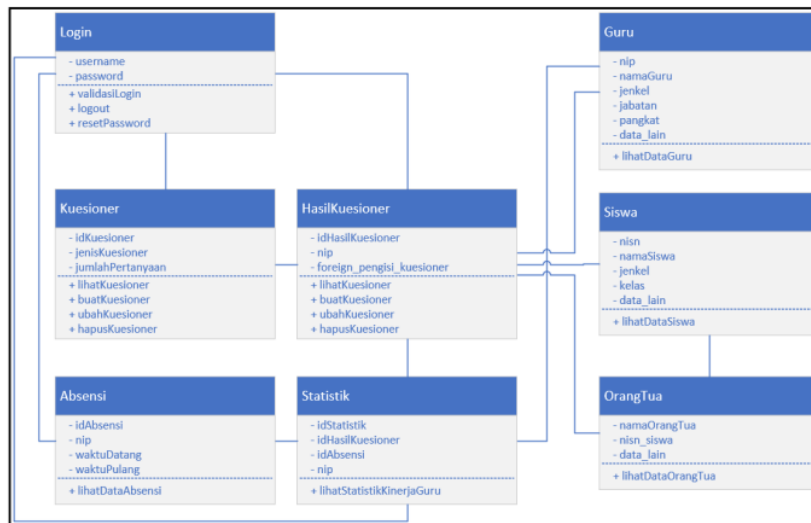 Login
- username
- password
+ validasiLogin
+ logout
+ resetPassword
Guru
- nip
- namaGuru
- jenkel
- jabatan
- pangkat
- data_lain
+ lihatDataGuru
Kuesioner
- idKuesioner
- jenisKuesioner
- jumlahPertanyaan
+ lihatKuesioner
+ buatKuesioner
+ ubahKuesioner
+ hapusKuesioner
HasilKuesioner
- idHasilKuesioner
- nip
- foreign_pengisi_kuesioner
+ lihatKuesioner
+ buatKuesioner
+ ubahKuesioner
+ hapusKuesioner
Siswa
- nisn
- namaSiswa
- jenkel
- kelas
- data_lain
+ lihatDataSiswa
Absensi
- idAbsensi
- nip
- waktuDatang
- waktuPulang
+ lihatDataAbsensi
Statistik
- idStatistik
- idHasilKuesioner
- idAbsensi
- nip
+ lihatStatistikKinerjaGuru
OrangTua
- namaOrangTua
- nisn_siswa
- data_lain
+ lihatDataOrangTua